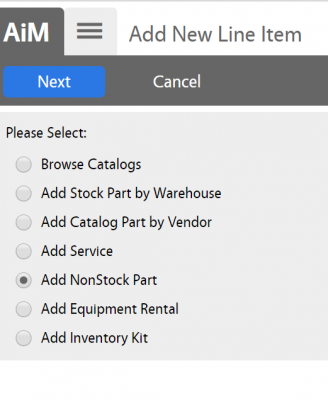 AiM Add New Line Item
Next Cancel
Please Select:
Browse Catalogs
Add Stock Part by Warehouse
Add Catalog Part by Vendor
Add Service
Add NonStock Part
Add Equipment Rental
Add Inventory Kit